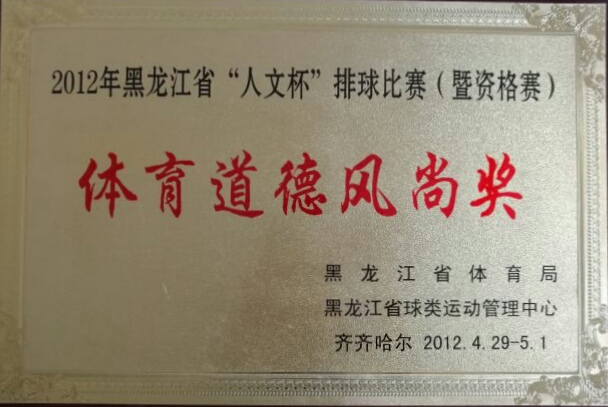 2012年黑龙江省“人文杯”排球比赛（暨资格赛）
体育道德风尚奖
黑龙江省体育局
黑龙江省球类运动管理中心
齐齐哈尔 2012.4.29-5.1